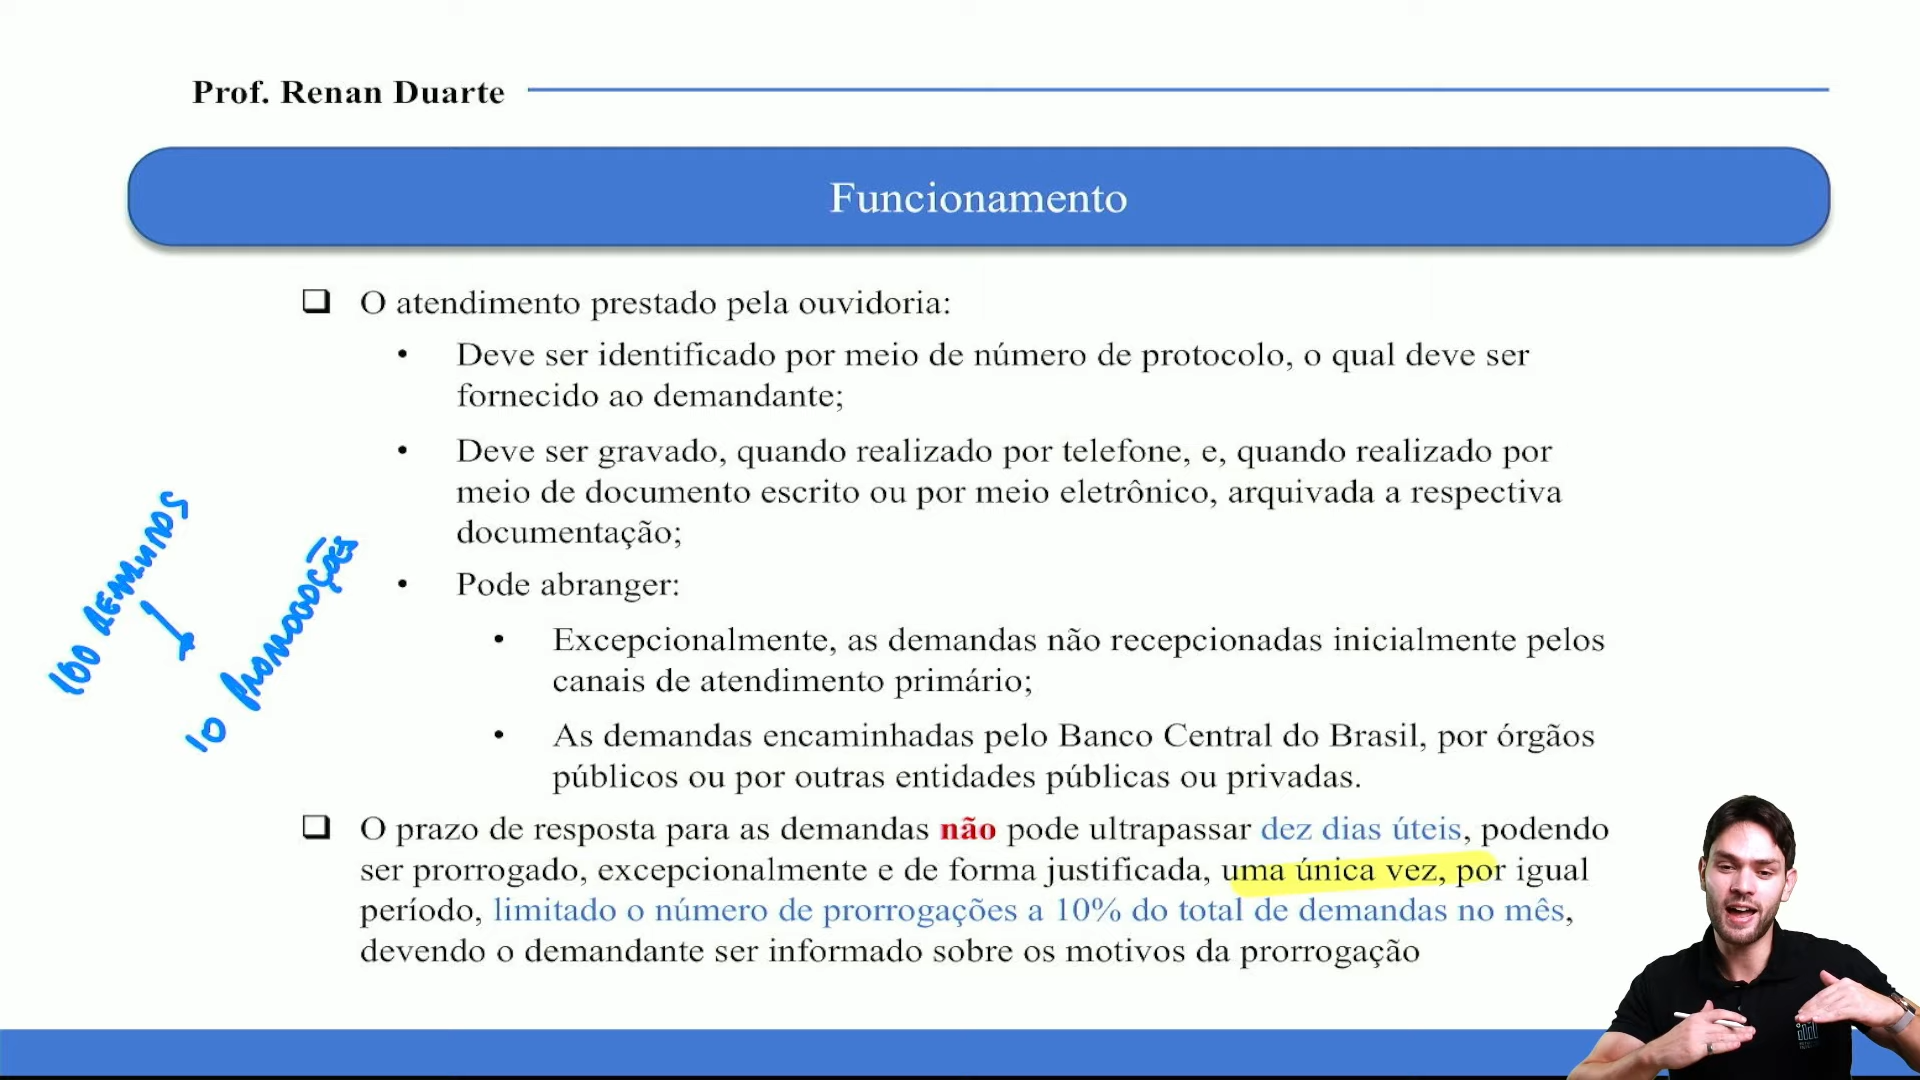 Prof. Renan Duarte
Funcionamento
O atendimento prestado pela ouvidoria:
• Deve ser identificado por meio de número de protocolo, o qual deve ser
fornecido ao demandante;
• Deve ser gravado, quando realizado por telefone, e, quando realizado por
meio de documento escrito ou por meio eletrônico, arquivada a respectiva
documentação;
• Pode abranger:
• Excepcionalmente, as demandas não recepcionadas inicialmente pelos
canais de atendimento primário;
• As demandas encaminhadas pelo Banco Central do Brasil, por órgãos
públicos ou por outras entidades públicas ou privadas.
O prazo de resposta para as demandas não pode ultrapassar dez dias úteis, podendo
ser prorrogado, excepcionalmente e de forma justificada, uma única vez, por igual
período, limitado o número de prorrogações a 10% do total de demandas no mês,
devendo o demandante ser informado sobre os motivos da prorrogação
100
10